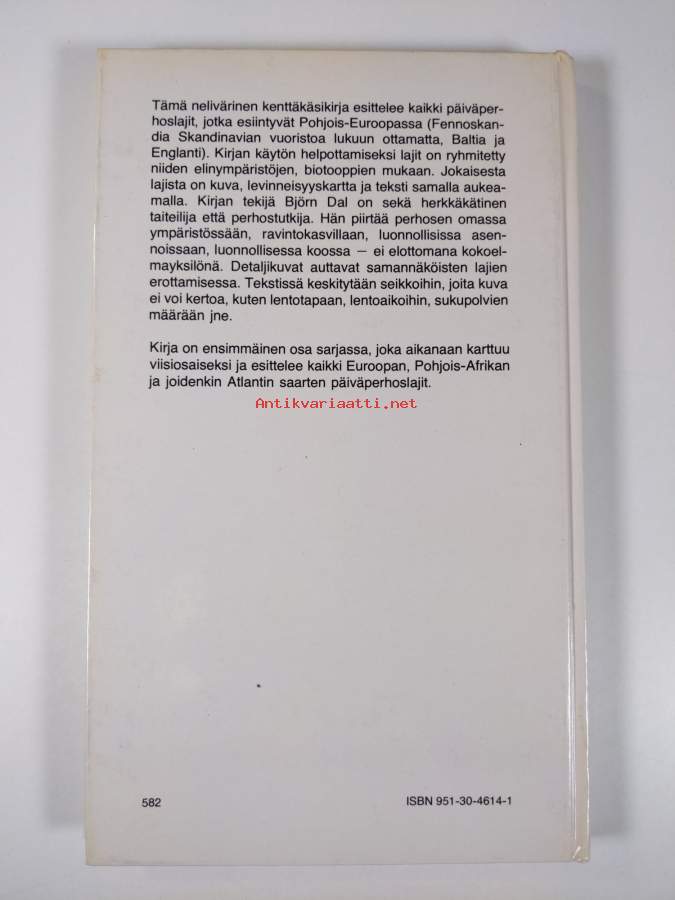 Tämä nelivärinen kenttäkäsikirja esittelee kaikki päiväper-
hoslajit, jotka esiintyvät Pohjois-Euroopassa (Fennoskan-
dia Skandinavian vuoristoa lukuun ottamatta, Baltia ja
Englanti). Kirjan käytön helpottamiseksi lajit on ryhmitetty
niiden elinympäristöjen, biotooppien mukaan. Jokaisesta
lajista on kuva, levinneisyyskartta ja teksti samalla aukea-
malla. Kirjan tekijä Björn Dal on sekä herkkäkätinen
taiteilija että perhostutkija. Hän piirtää perhosen omassa
ympäristössään, ravintokasvillaan, luonnollisissa asen-
noissaan, luonnollisessa koossa — ei elottomana kokoel-
mayksilönä. Detaljikuvat auttavat samannäköisten lajien
erottamisessa. Tekstissä keskitytään seikkoihin, joita kuva
ei voi kertoa, kuten lentotapaan, lentoaikoihin, sukupolvien
määrään jne.
Kirja on ensimmäinen osa sarjassa, joka aikanaan karttuu
viisiosaiseksi ja esittelee kaikki Euroopan, Pohjois-Afrikan
ja joidenkin Atlantin saarten päiväperhoslajit.
Antikvariaatti.net
582
ISBN 951-30-4614-1